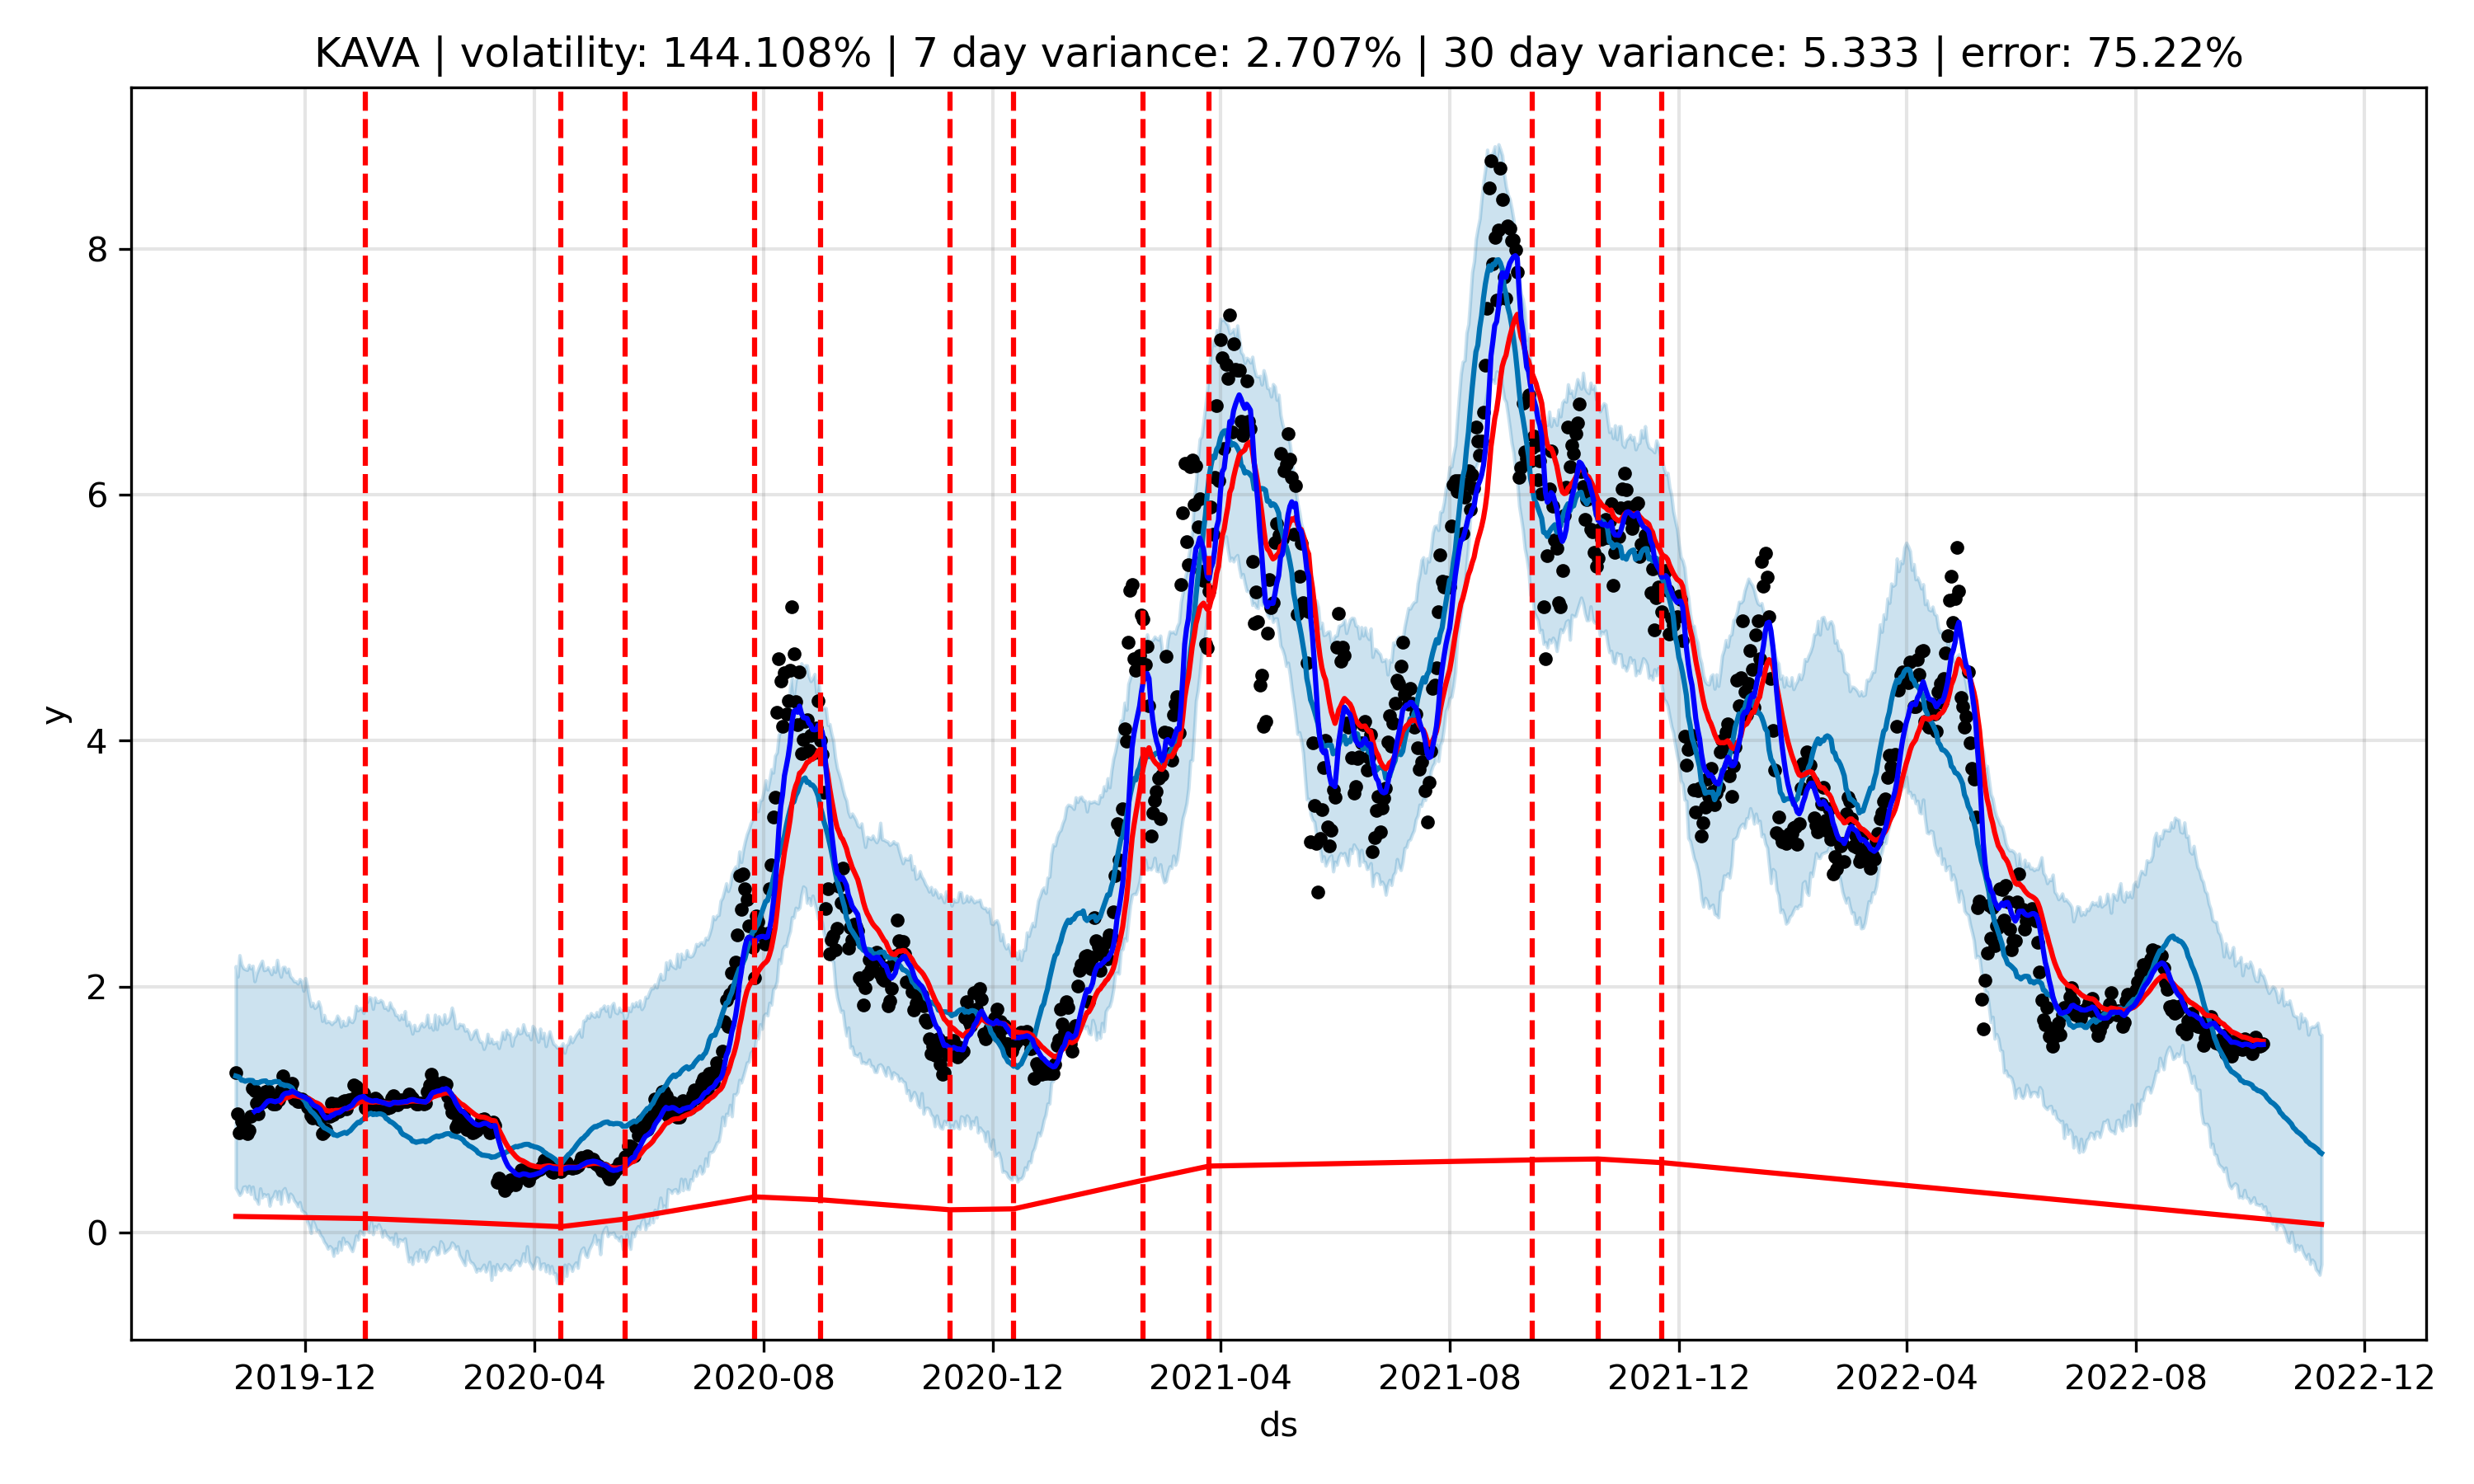 KAVA | volatility: 144.108% | 7 day variance: 2.707% | 30 day variance: 5.333 | error: 75.22%
y
8
6
4
2
0
2019-12 2020-04 2020-08 2020-12 2021-04 2021-08 2021-12 2022-04 2022-08 2022-12
ds